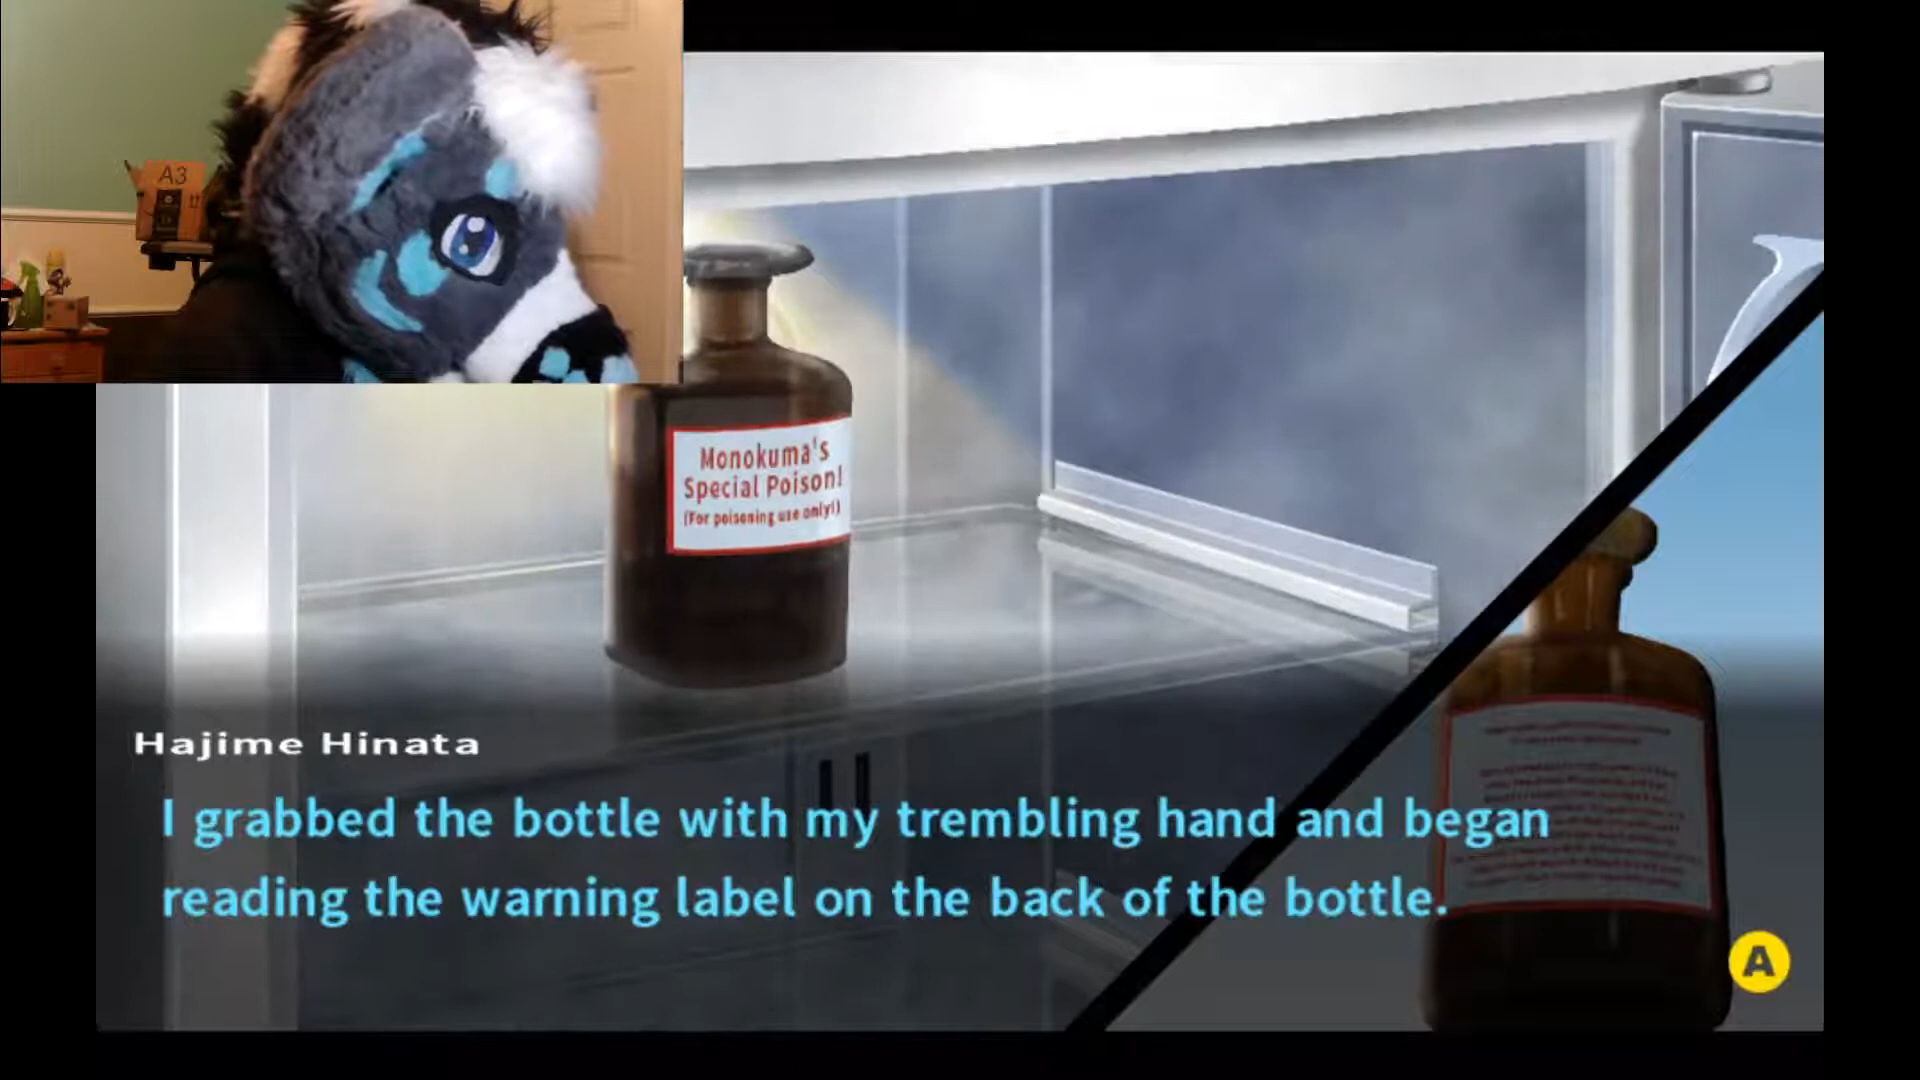 A3
Monokuma's
Special Poison!
(For poisoning use only!)
Hajime Hinata
I grabbed the bottle with my trembling hand and began
reading the warning label on the back of the bottle.
A